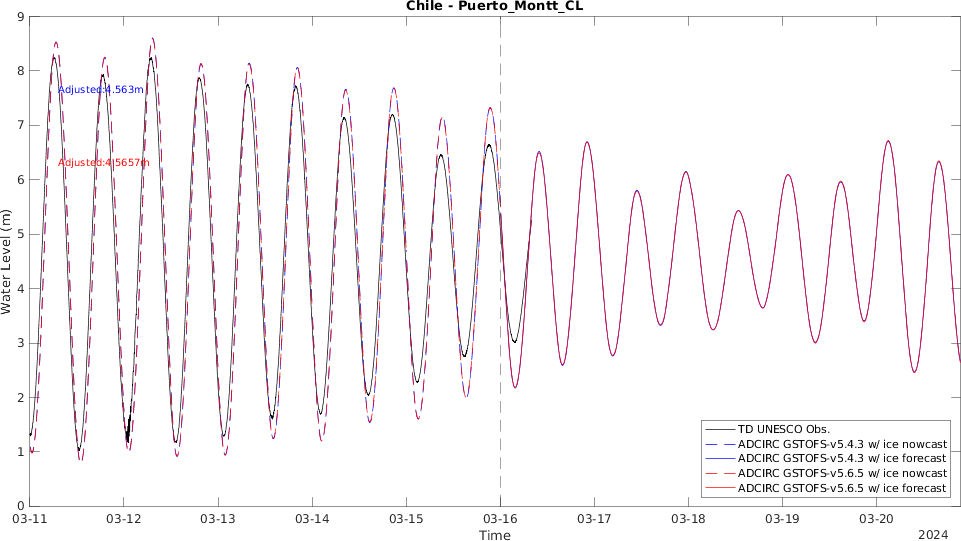 Chile - Puerto_Montt_CL
9
8
7
6
5
4
3
2
1
0
Water Level (m)
Adjusted:4.563m
Adjusted:4.5657m
TD UNESCO Obs.
ADCIRC GSTOFS-v5.4.3 w/ ice nowcast
ADCIRC GSTOFS-v5.4.3 w/ ice forecast
ADCIRC GSTOFS-v5.6.5 w/ ice nowcast
ADCIRC GSTOFS-v5.6.5 w/ ice forecast
03-11 03-12 03-13 03-14 03-15 03-16 03-17 03-18 03-19 03-20
Time
2024